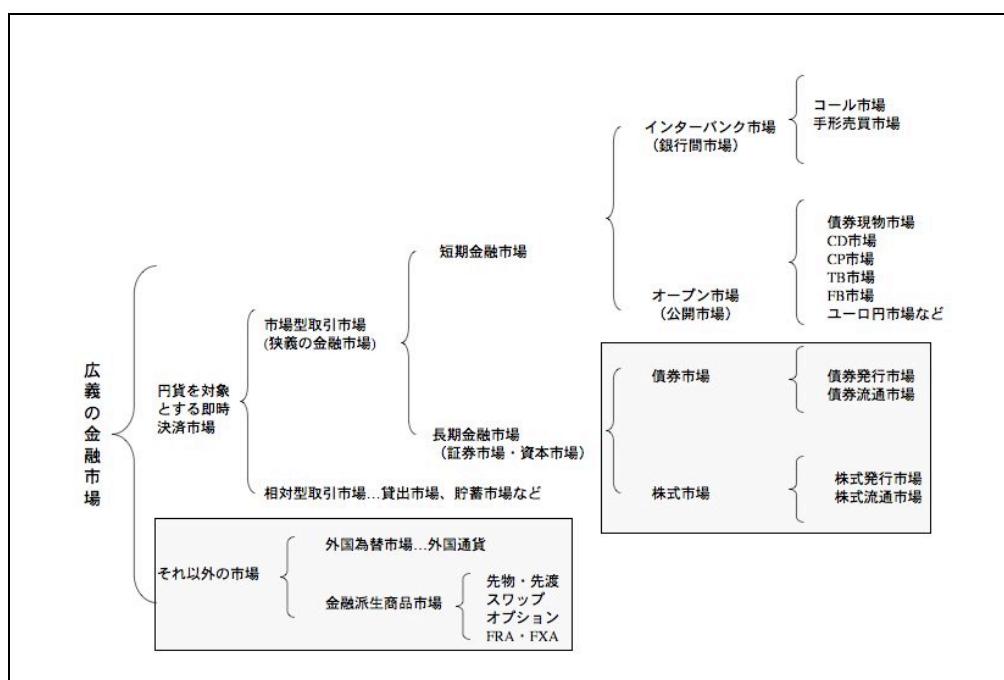 広義の金融市場
円貨を対象
とする即時
決済市場
市場型取引市場
(狭義の金融市場)
短期金融市場
インターバンク市場
（銀行間市場）
コール市場
手形売買市場
オープン市場
（公開市場）
債券現物市場
CD市場
CP市場
TB市場
FB市場
ユーロ円市場など
長期金融市場
（証券市場・資本市場）
債券市場
債券発行市場
債券流通市場
株式市場
株式発行市場
株式流通市場
相対型取引市場…貸出市場、貯蓄市場など
それ以外の市場
外国為替市場…外国通貨
金融派生商品市場
先物・先渡
スワップ
オプション
FRA・FXA